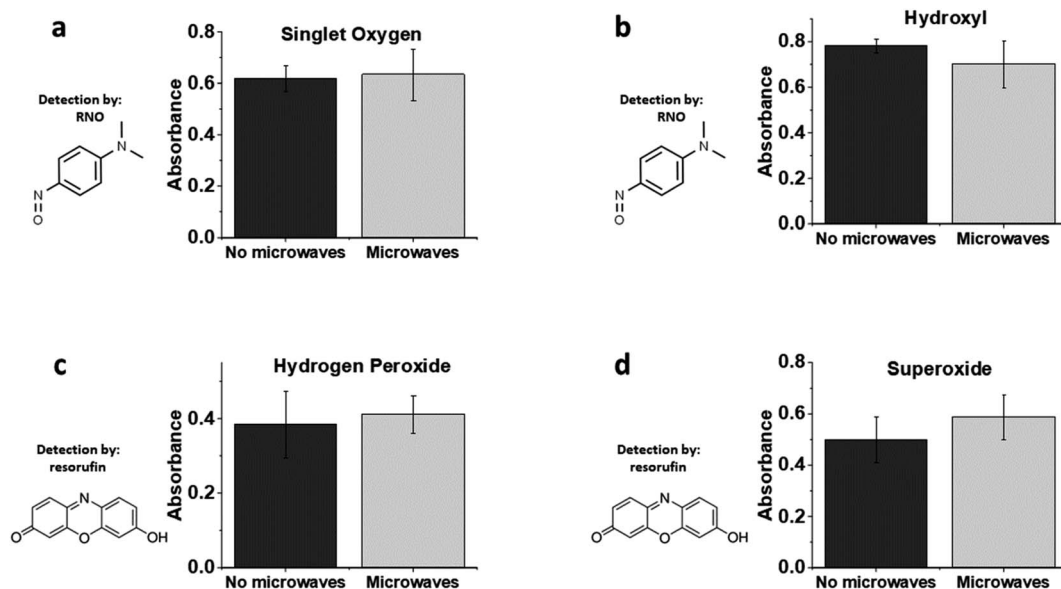 a
Singlet Oxygen
Detection by:
RNO
N
N
O
Absorbance
0.8
0.6
0.4
0.2
0.0
No microwaves
Microwaves
b
Hydroxyl
Detection by:
RNO
N
N
O
Absorbance
0.8
0.6
0.4
0.2
0.0
No microwaves
Microwaves
c
Hydrogen Peroxide
Detection by:
resorufin
N
O
O
OH
Absorbance
0.4
0.2
0.0
No microwaves
Microwaves
d
Superoxide
Detection by:
resorufin
N
O
O
OH
Absorbance
0.8
0.6
0.4
0.2
0.0
No microwaves
Microwaves